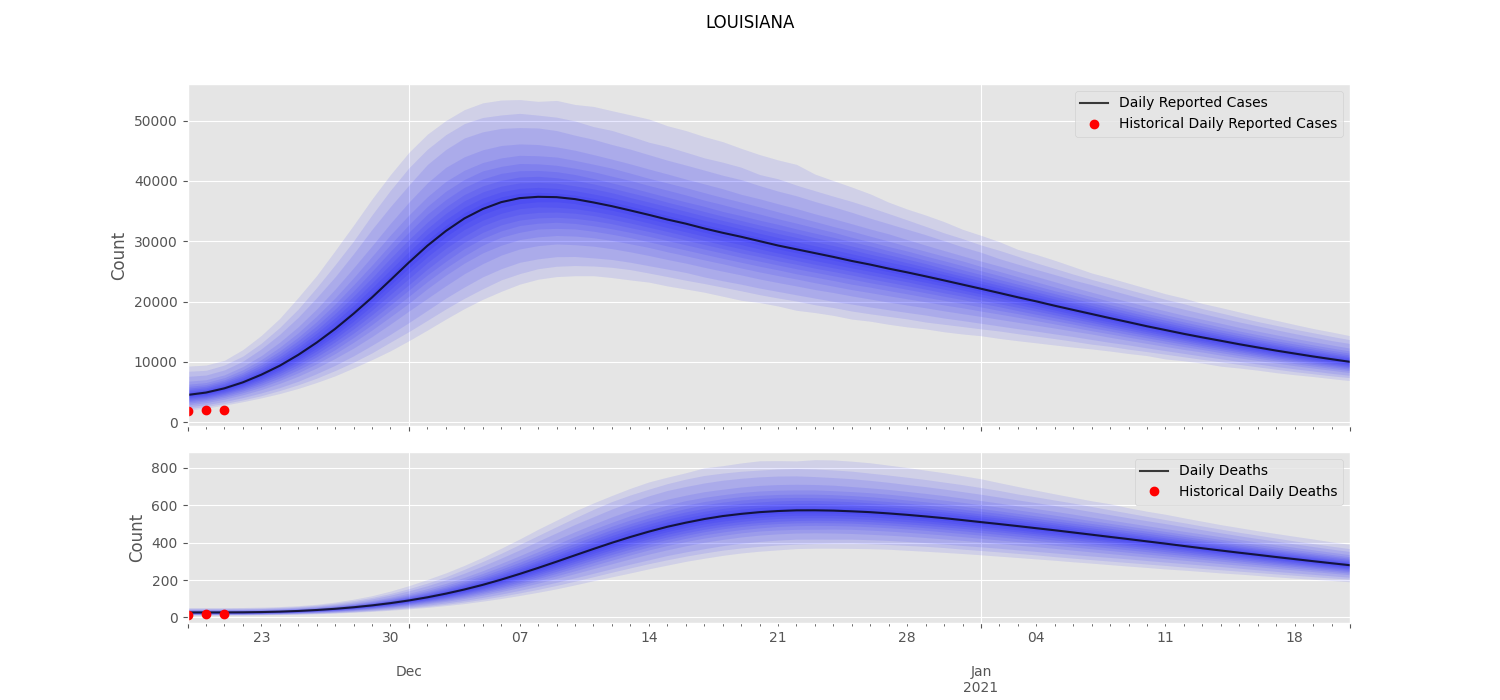 LOUISIANA
Daily Reported Cases
Historical Daily Reported Cases
50000
40000
30000
20000
10000
0
Count
Daily Deaths
Historical Daily Deaths
800
600
400
200
0
Count
23 30 07 14 21 28 04 11 18
Dec Jan
2021